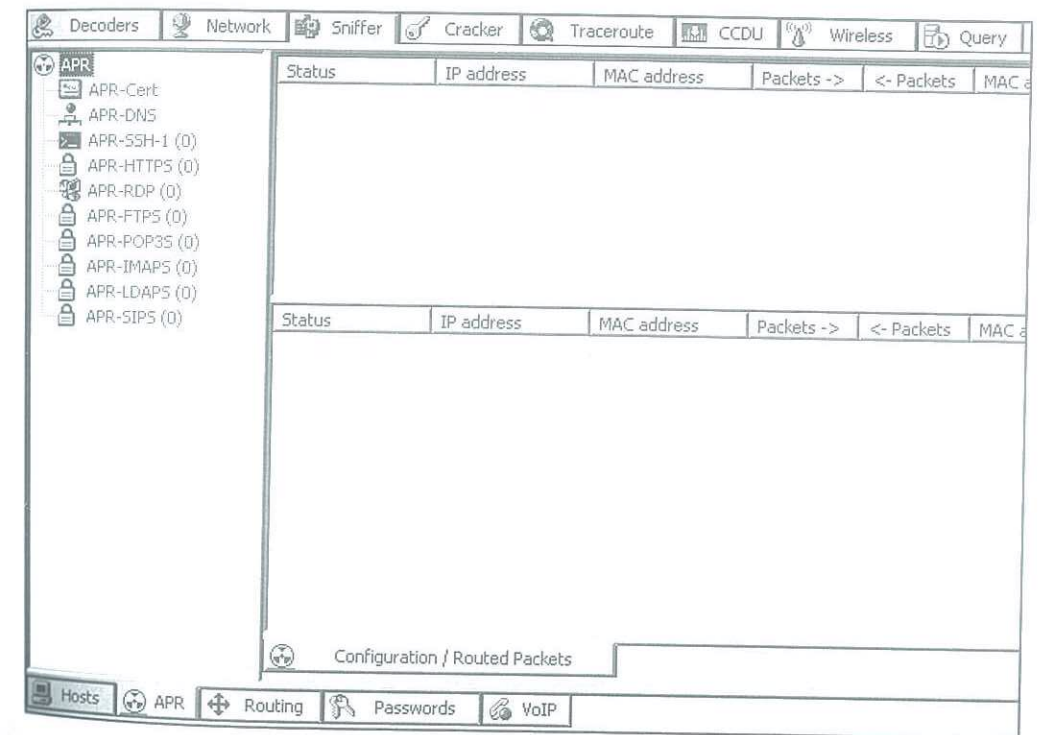 Decoders Network Sniffer Cracker Traceroute CCDU Wireless Query
APR
APR-Cert
APR-DNS
APR-SSH-1 (0)
APR-HTTPS (0)
APR-RDP (0)
APR-FTPS (0)
APR-POP3S (0)
APR-IMAPS (0)
APR-LDAPS (0)
APR-SIPS (0)
Status IP address MAC address Packets -> <- Packets MAC a
Status IP address MAC address Packets -> <- Packets MAC a
Configuration / Routed Packets
Hosts APR Routing Passwords VoIP